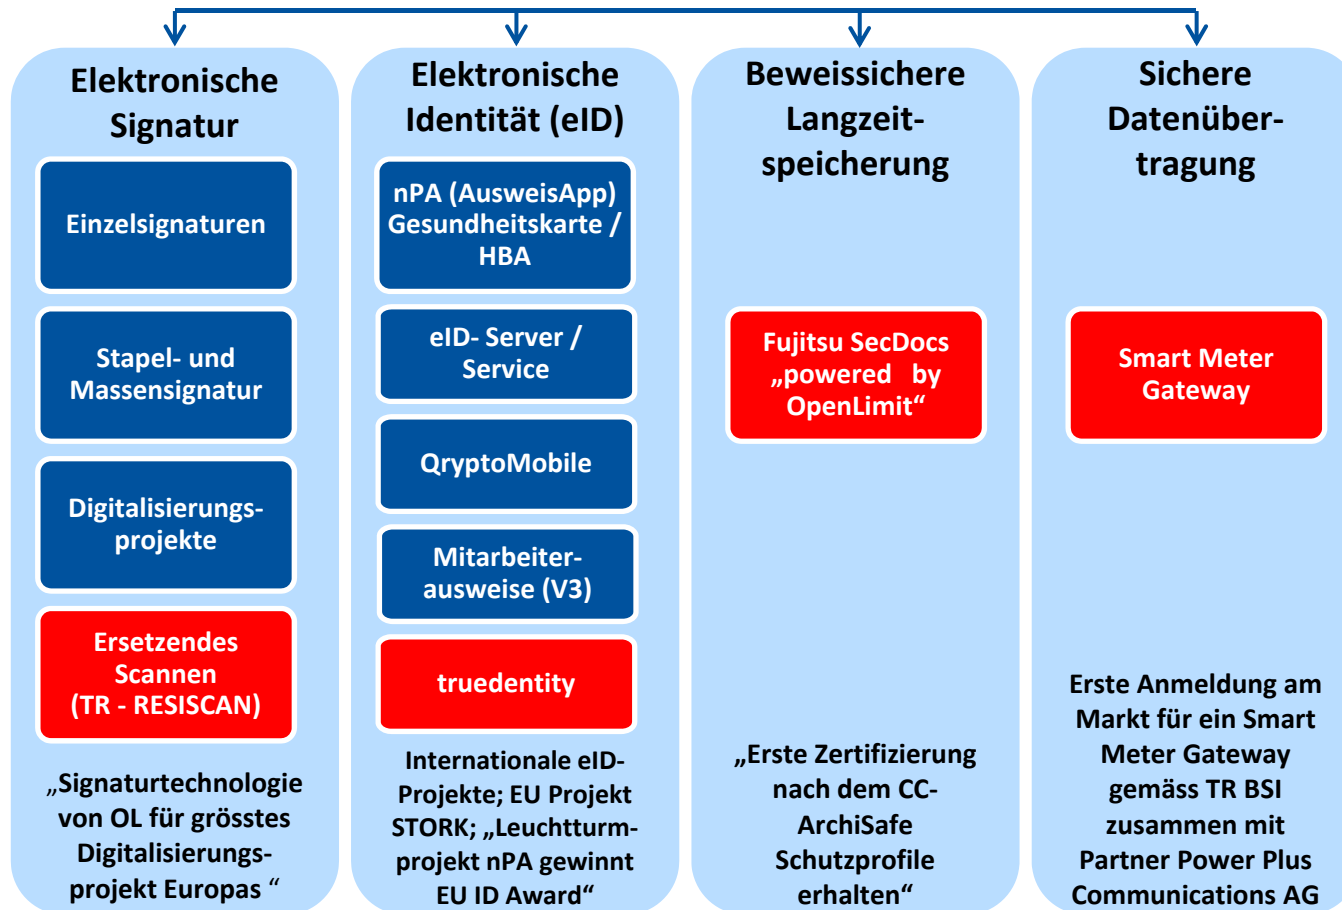 Elektronische
Signatur
Einzelsignaturen
Stapel- und
Massensignatur
Digitalisierungs-
projekte
Ersetzendes
Scannen
(TR - RESISCAN)
„Signaturtechnologie
von OL für grösstes
Digitalisierungs-
projekt Europas “
Elektronische
Identität (eID)
nPA (AusweisApp)
Gesundheitskarte /
HBA
eID- Server /
Service
QryptoMobile
Mitarbeiter-
ausweise (V3)
truedentity
Internationale eID-
Projekte; EU Projekt
STORK; „Leuchtturm-
projekt nPA gewinnt
EU ID Award“
Beweissichere
Langzeit-
speicherung
Fujitsu SecDocs
„powered by
OpenLimit“
„Erste Zertifizierung
nach dem CC-
ArchiSafe
Schutzprofile
erhalten“
Sichere
Datenüber-
tragung
Smart Meter
Gateway
Erste Anmeldung am
Markt für ein Smart
Meter Gateway
gemäss TR BSI
zusammen mit
Partner Power Plus
Communications AG